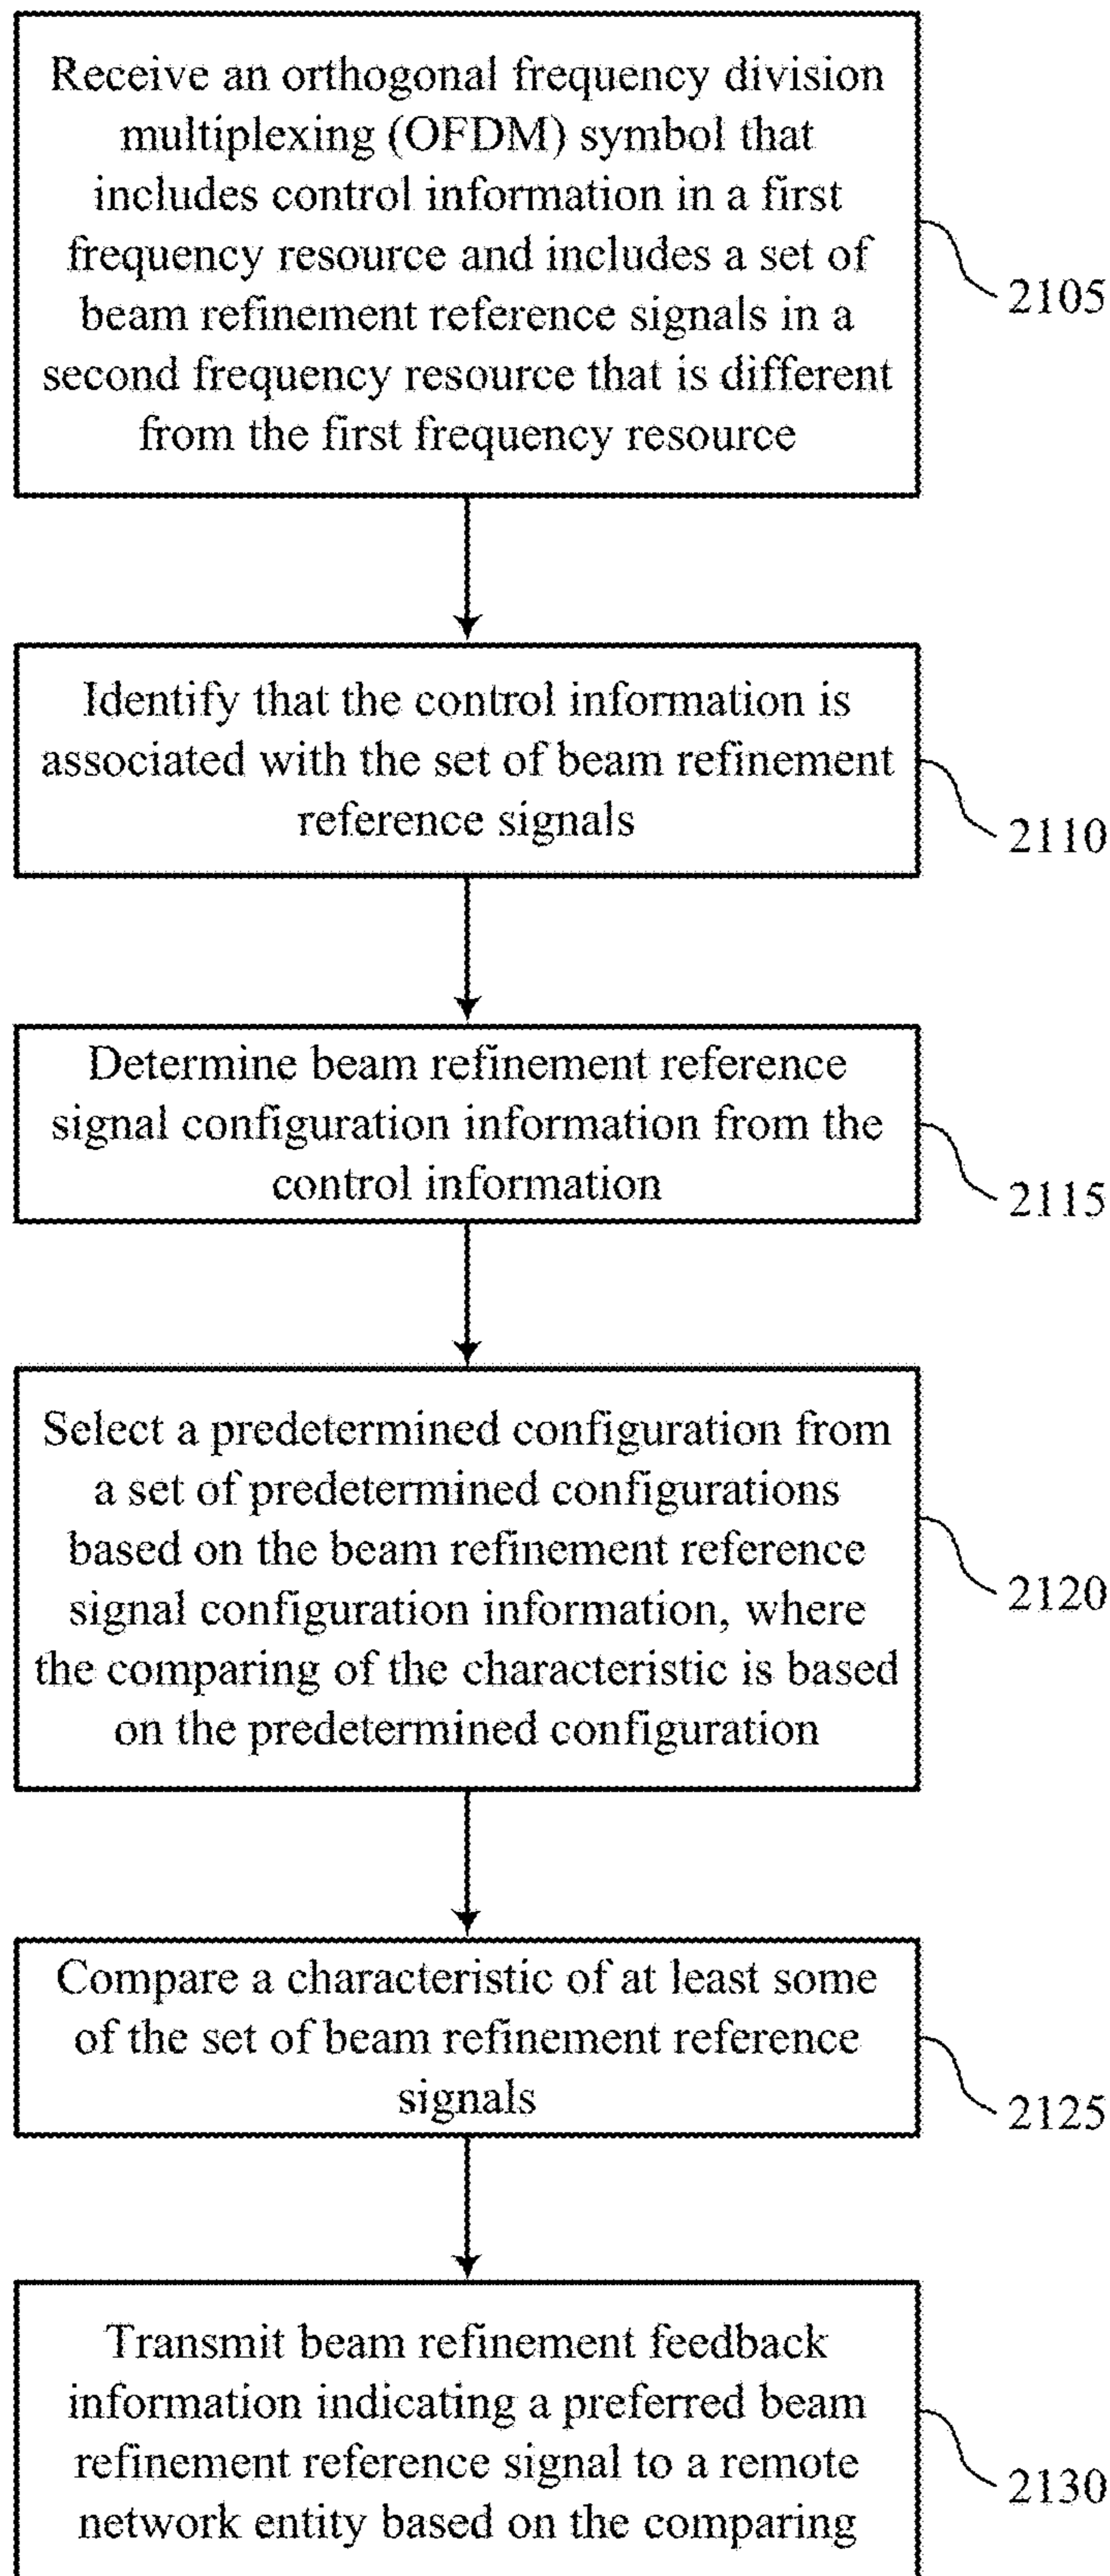 Receive an orthogonal frequency division
multiplexing (OFDM) symbol that
includes control information in a first
frequency resource and includes a set of
beam refinement reference signals in a
second frequency resource that is different
from the first frequency resource
2105
Identify that the control information is
associated with the set of beam refinement
reference signals
2110
Determine beam refinement reference
signal configuration information from the
control information
2115
Select a predetermined configuration from
a set of predetermined configurations
based on the beam refinement reference
signal configuration information, where
the comparing of the characteristic is based
on the predetermined configuration
2120
Compare a characteristic of at least some
of the set of beam refinement reference
signals
2125
Transmit beam refinement feedback
information indicating a preferred beam
refinement reference signal to a remote
network entity based on the comparing
2130